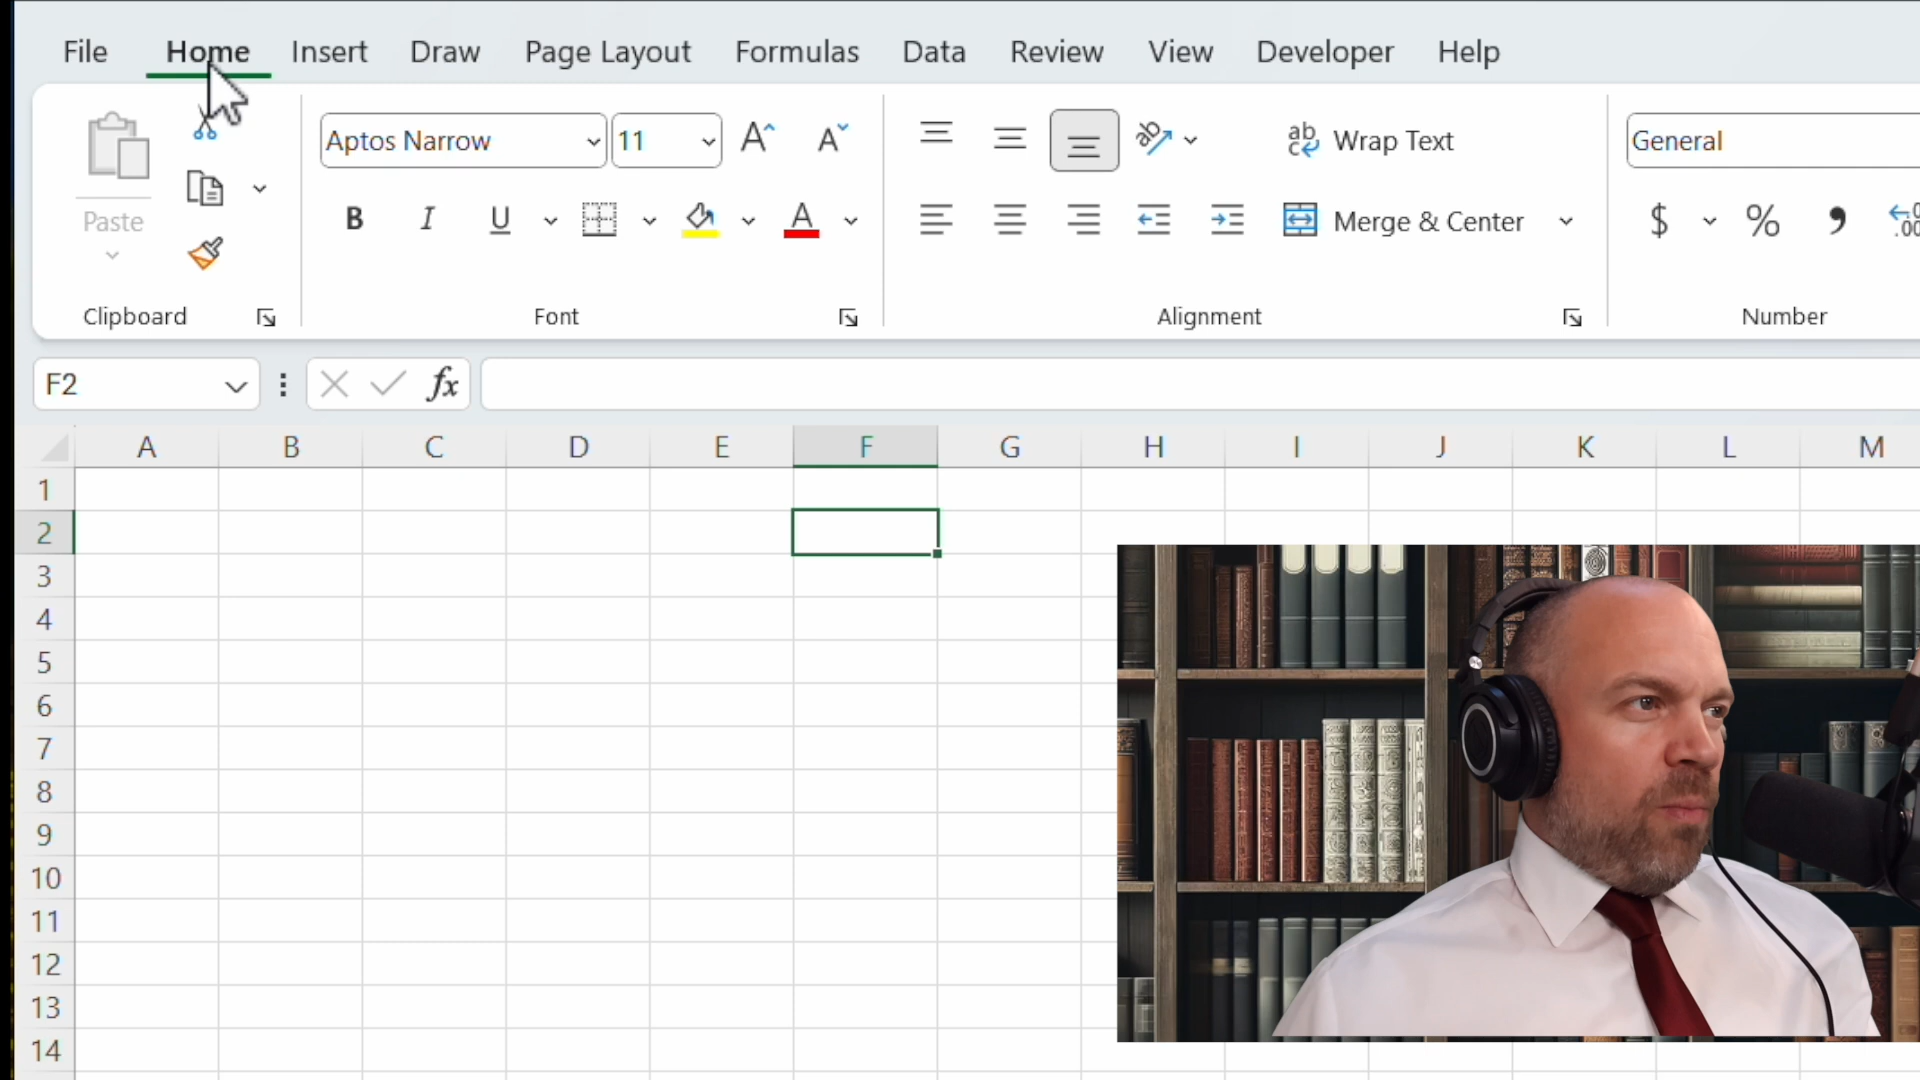 File Home Insert Draw Page Layout Formulas Data Review View Developer Help
Aptos Narrow 11 ab c Wrap Text General
Paste B I U A Merge & Center $ % ,
Clipboard Font Alignment Number
F2 fx
A B C D E F G H I J K L M
1
2
3
4
5
6
7
8
9
10
11
12
13
14